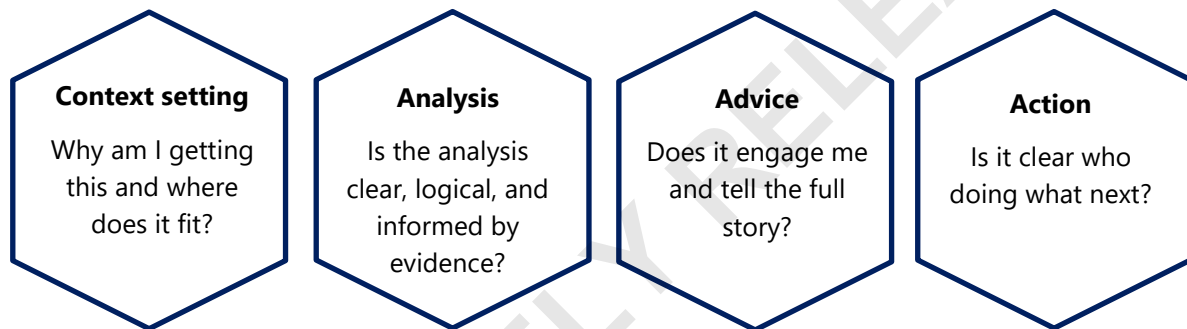 Context setting
Why am I getting
this and where
does it fit?
Analysis
Is the analysis
clear, logical, and
informed by
evidence?
Advice
Does it engage me
and tell the full
story?
Action
Is it clear who
doing what next?